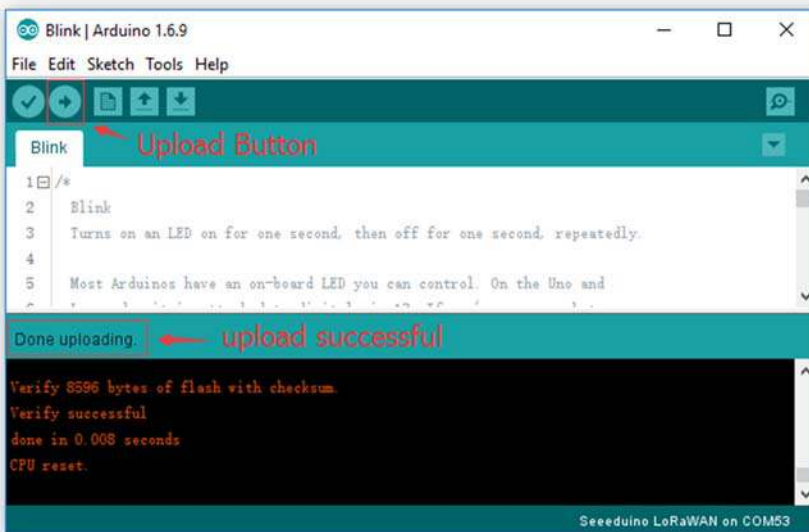 Blink | Arduino 1.6.9
File Edit Sketch Tools Help
Upload Button
Blink
1 /*
2 Blink
3 Turns on an LED on for one second, then off for one second, repeatedly.
4
5 Most Arduinos have an on-board LED you can control. On the Uno and
Done uploading.
upload successful
Verify 8596 bytes of flash with checksum.
Verify successful
done in 0.008 seconds
CPU reset.
Seeeduino LoRaWAN on COM53